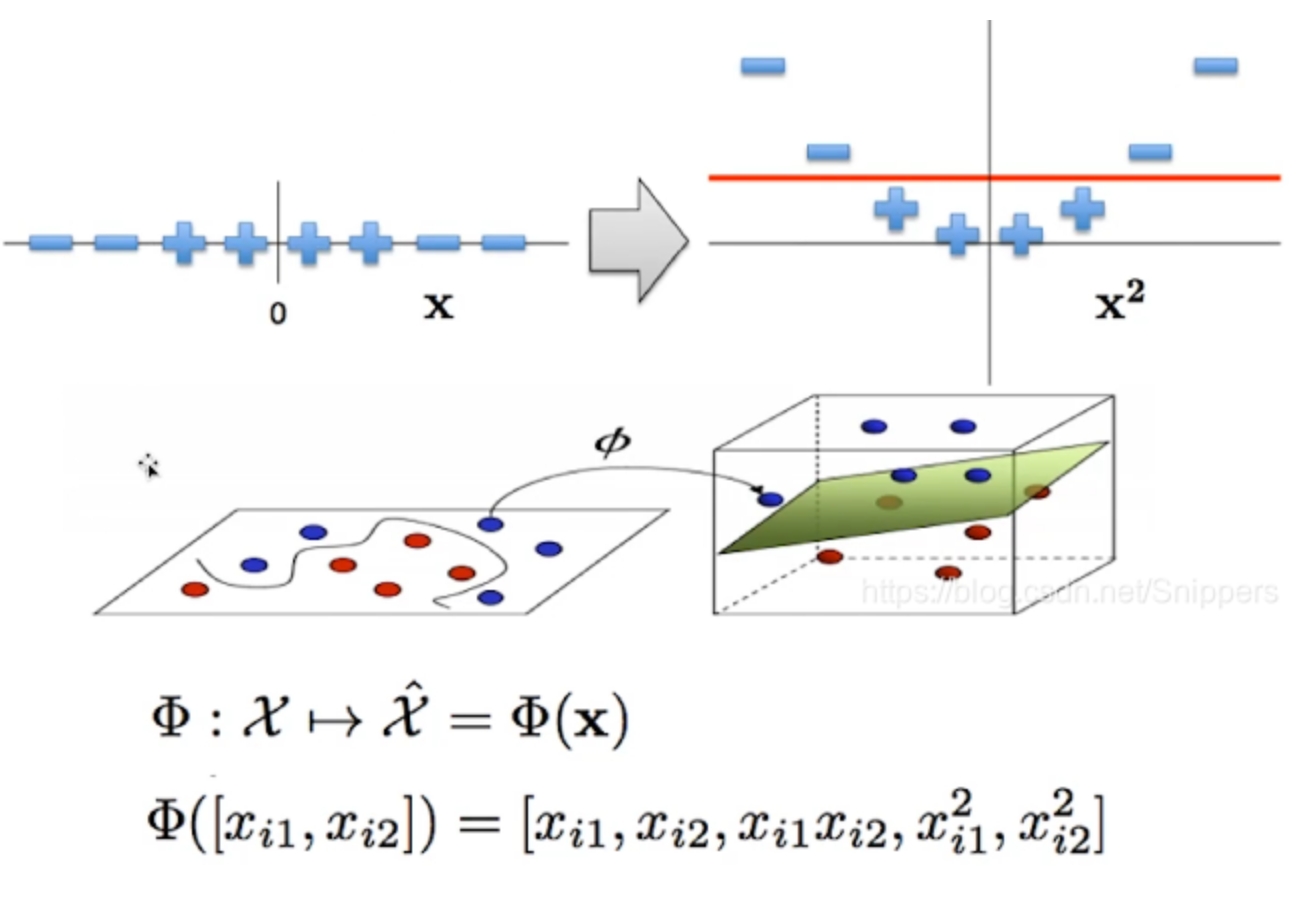 0
x
x²
ϕ
https://blog.csdn.net/Snippers
Φ : 𝒳 ↦ 𝒳̂ = Φ(x)
Φ([x_{i1}, x_{i2}]) = [x_{i1}, x_{i2}, x_{i1}x_{i2}, x_{i1}^2, x_{i2}^2]